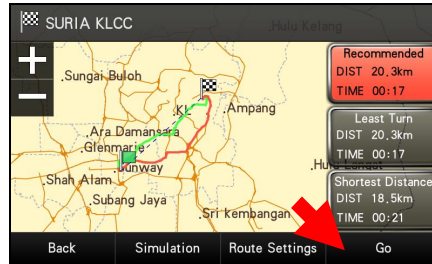 SURIA KLCC
Hulu Kelang
Sungai Buloh
KL
Ampang
Ara Damansara
Glenmarie
Sunway
Shah Alam
Subang Jaya
Sri kembangan
Hulu Langat
Recommended
DIST 20.3km
TIME 00:17
Least Turn
DIST 20.3km
TIME 00:17
Shortest Distance
DIST 18.5km
TIME 00:21
Back
Simulation
Route Settings
Go